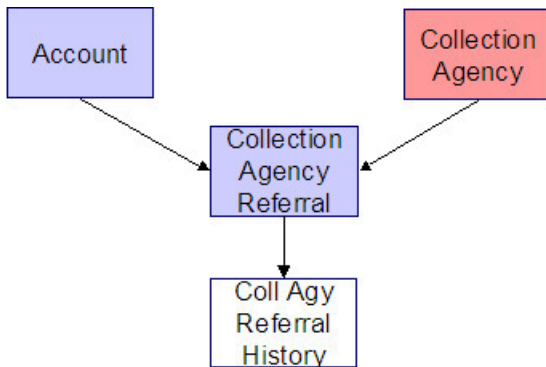 Account
Collection
Agency
Collection
Agency
Referral
Coll Agy
Referral
History